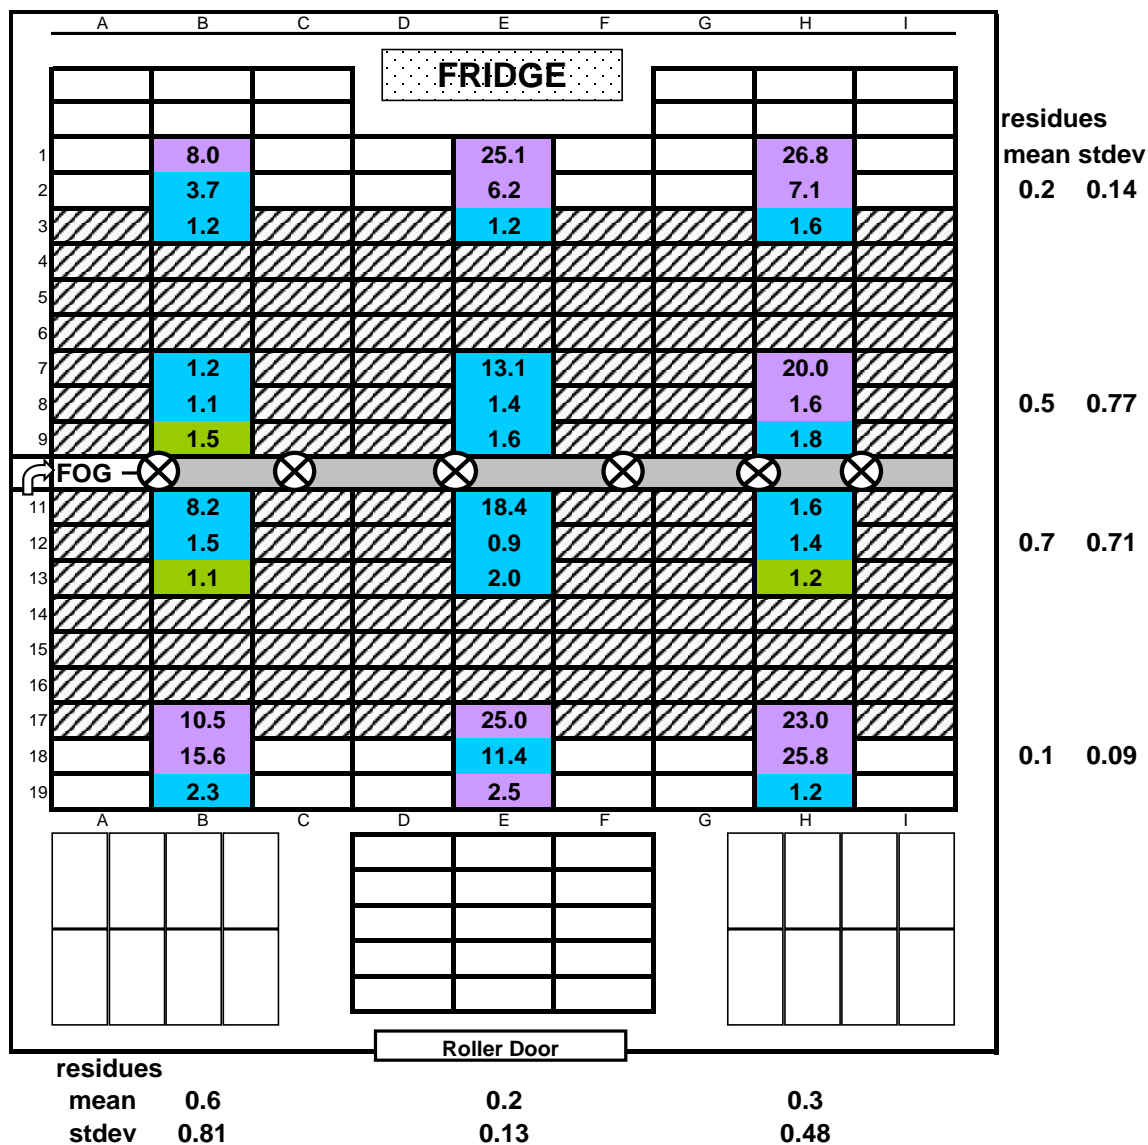 A B C D E F G H I
FRIDGE
residues
1 8.0 25.1 26.8 mean stdev
2 3.7 6.2 7.1 0.2 0.14
3 1.2 1.2 1.6
4
5
6
7 1.2 13.1 20.0
8 1.1 1.4 1.6 0.5 0.77
9 1.5 1.6 1.8
FOG
11 8.2 18.4 1.6
12 1.5 0.9 1.4 0.7 0.71
13 1.1 2.0 1.2
14
15
16
17 10.5 25.0 23.0
18 15.6 11.4 25.8 0.1 0.09
19 2.3 2.5 1.2
A B C D E F G H I
Roller Door
residues
mean 0.6 0.2 0.3
stdev 0.81 0.13 0.48